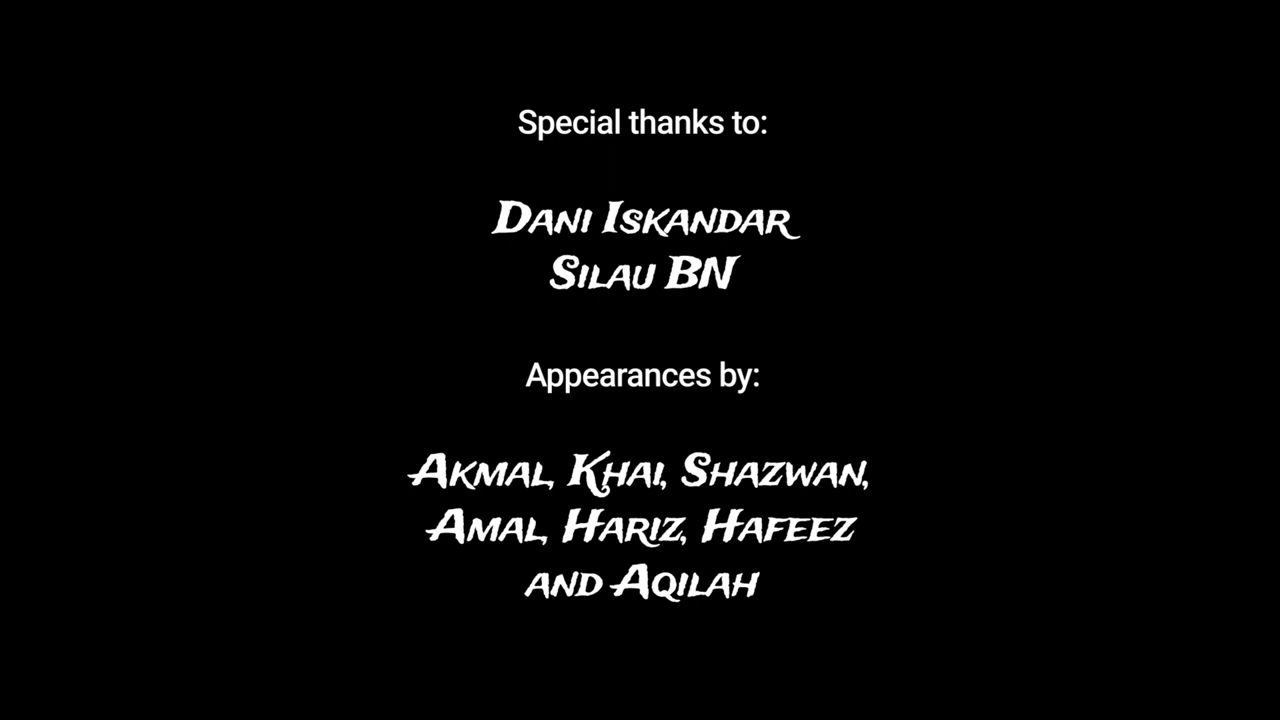 Special thanks to:
Dani Iskandar
Silau BN
Appearances by:
Akmal, Khai, Shazwan,
Amal, Hariz, Hafeez
and Aqilah